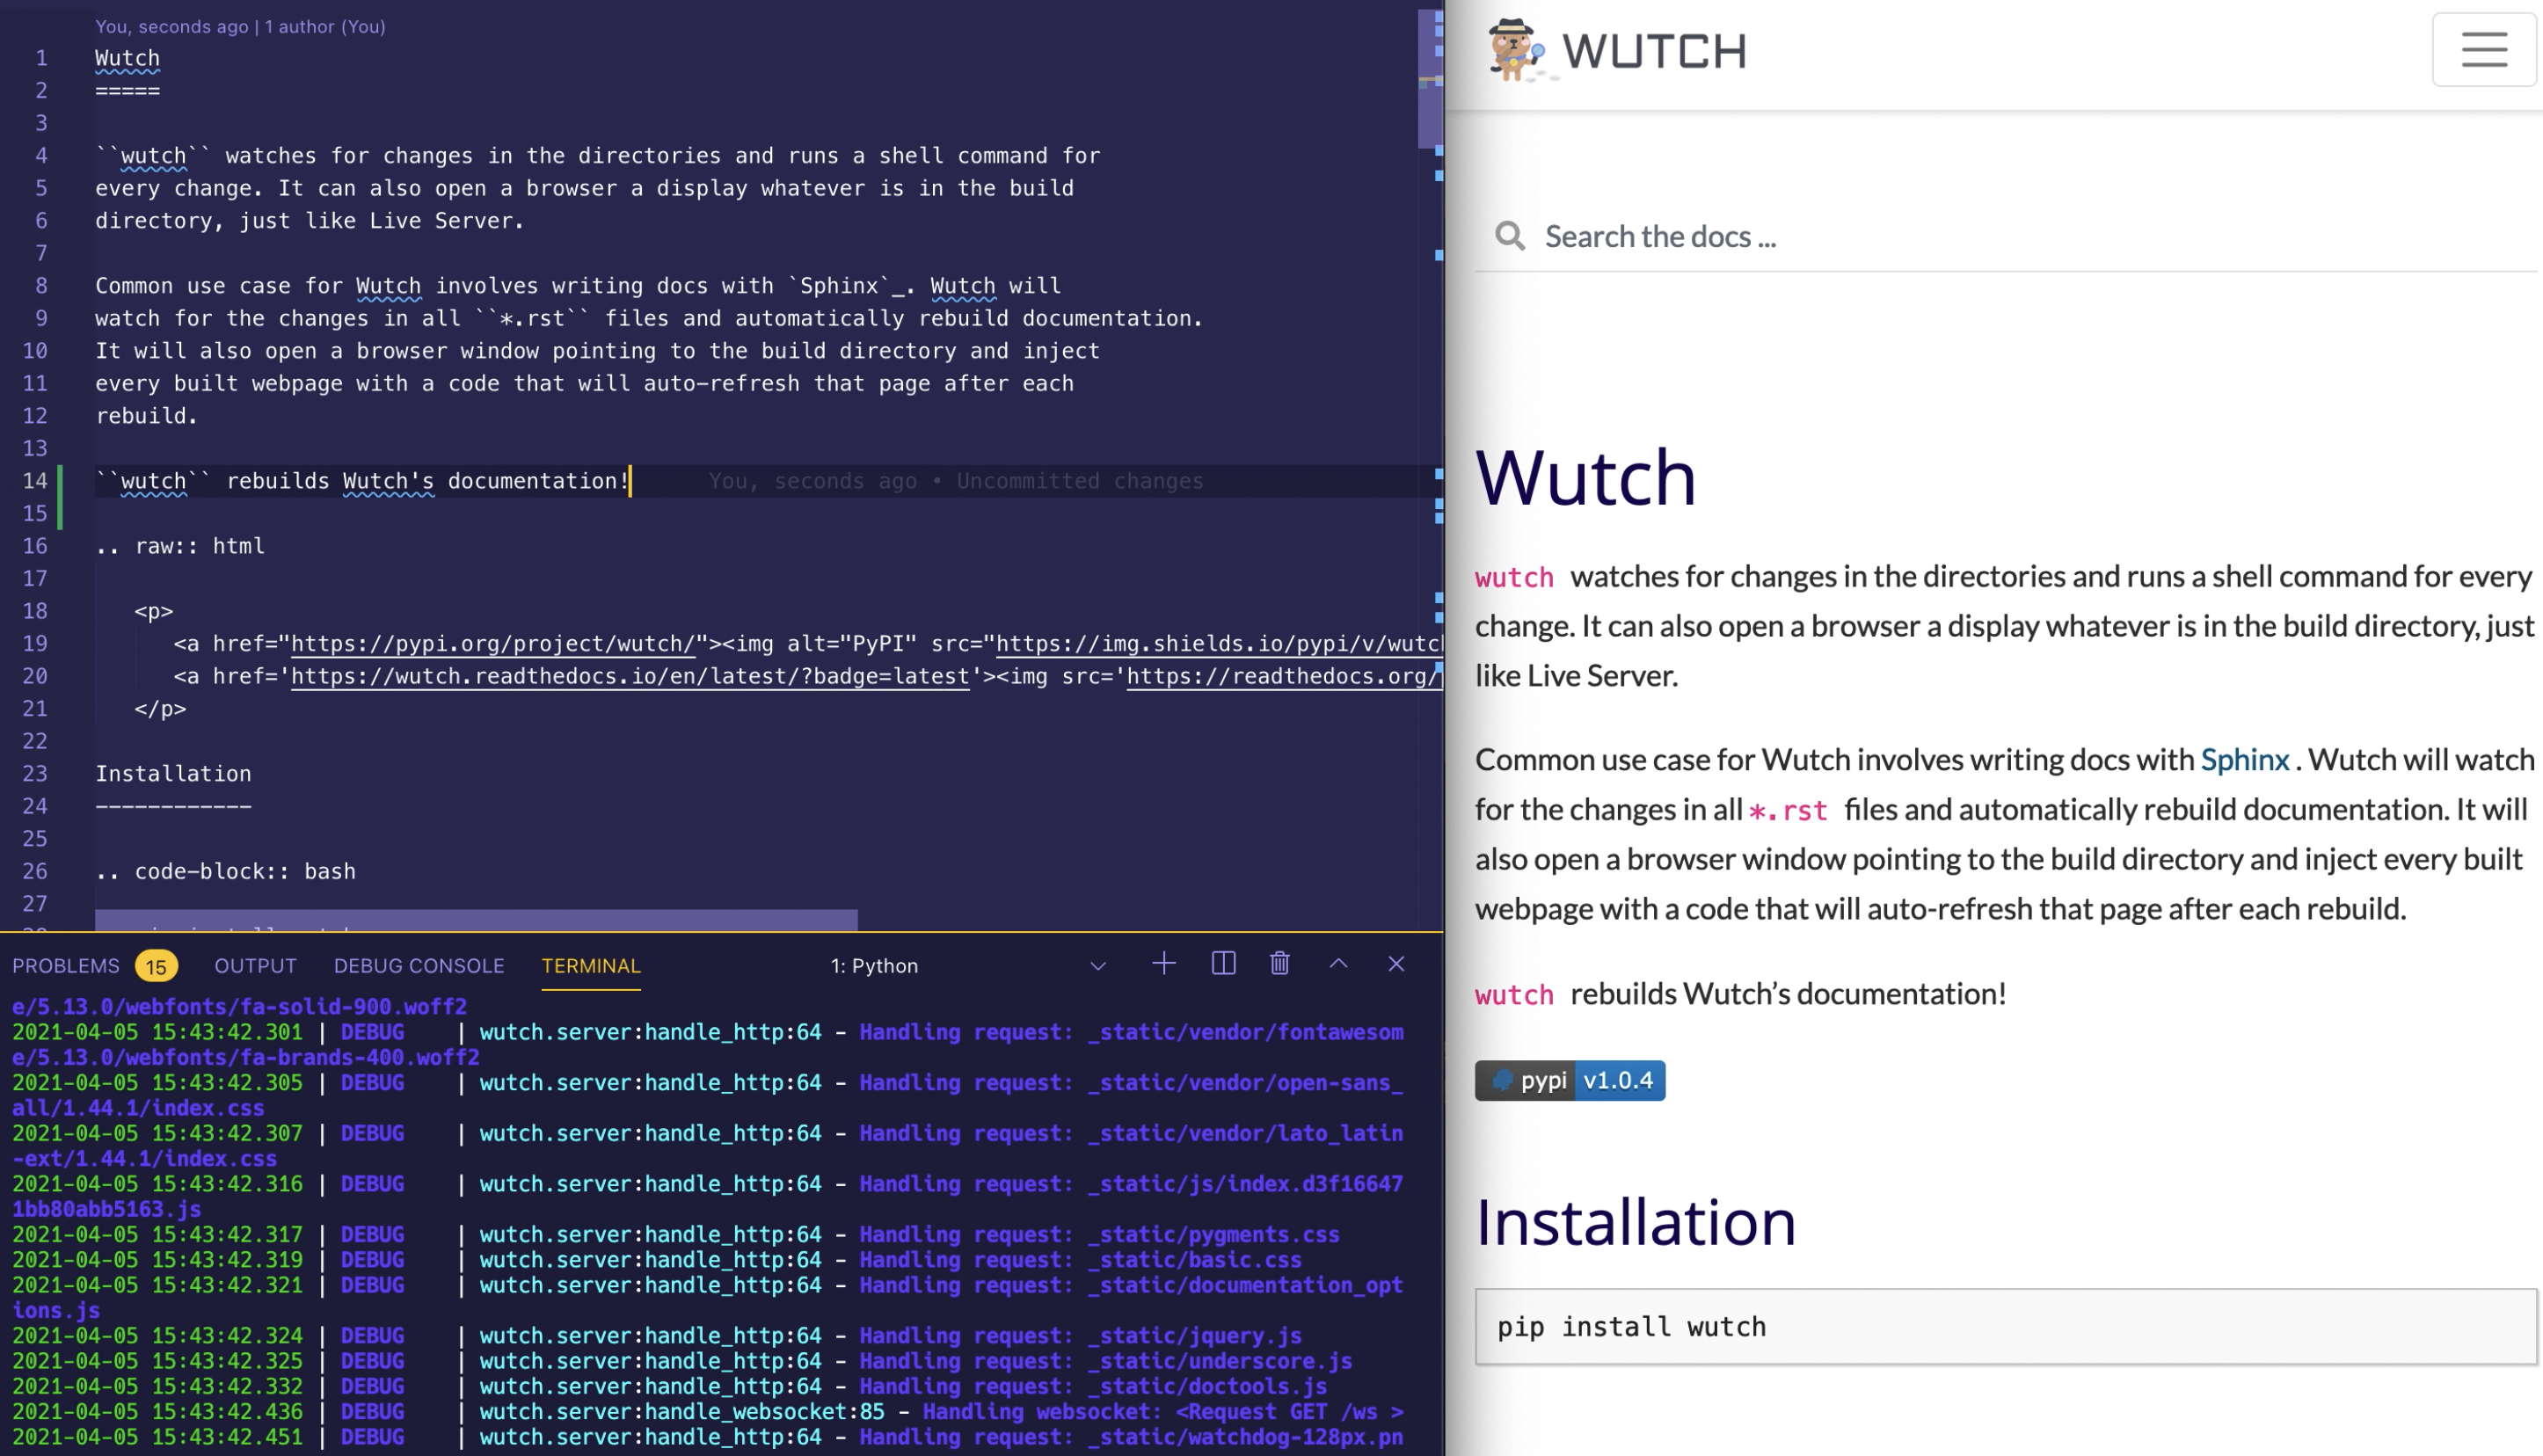 You, seconds ago | 1 author (You)
1 Wutch
2 =====
3
4 ``wutch`` watches for changes in the directories and runs a shell command for
5 every change. It can also open a browser a display whatever is in the build
6 directory, just like Live Server.
7
8 Common use case for Wutch involves writing docs with `Sphinx`_. Wutch will
9 watch for the changes in all ``*.rst`` files and automatically rebuild documentation.
10 It will also open a browser window pointing to the build directory and inject
11 every built webpage with a code that will auto-refresh that page after each
12 rebuild.
13
14 ``wutch`` rebuilds Wutch's documentation! You, seconds ago • Uncommitted changes
15
16 .. raw:: html
17
18 <p>
19 <a href="https://pypi.org/project/wutch/"><img alt="PyPI" src="https://img.shields.io/pypi/v/wutch
20 <a href='https://wutch.readthedocs.io/en/latest/?badge=latest'><img src='https://readthedocs.org/
21 </p>
22
23 Installation
24 ------------
25
26 .. code-block:: bash
27
PROBLEMS 15 OUTPUT DEBUG CONSOLE TERMINAL 1: Python
e/5.13.0/webfonts/fa-solid-900.woff2
2021-04-05 15:43:42.301 | DEBUG | wutch.server:handle_http:64 - Handling request: _static/vendor/fontawesom
e/5.13.0/webfonts/fa-brands-400.woff2
2021-04-05 15:43:42.305 | DEBUG | wutch.server:handle_http:64 - Handling request: _static/vendor/open-sans_
all/1.44.1/index.css
2021-04-05 15:43:42.307 | DEBUG | wutch.server:handle_http:64 - Handling request: _static/vendor/lato_latin
-ext/1.44.1/index.css
2021-04-05 15:43:42.316 | DEBUG | wutch.server:handle_http:64 - Handling request: _static/js/index.d3f16647
1bb80abb5163.js
2021-04-05 15:43:42.317 | DEBUG | wutch.server:handle_http:64 - Handling request: _static/pygments.css
2021-04-05 15:43:42.319 | DEBUG | wutch.server:handle_http:64 - Handling request: _static/basic.css
2021-04-05 15:43:42.321 | DEBUG | wutch.server:handle_http:64 - Handling request: _static/documentation_opt
ions.js
2021-04-05 15:43:42.324 | DEBUG | wutch.server:handle_http:64 - Handling request: _static/jquery.js
2021-04-05 15:43:42.325 | DEBUG | wutch.server:handle_http:64 - Handling request: _static/underscore.js
2021-04-05 15:43:42.332 | DEBUG | wutch.server:handle_http:64 - Handling request: _static/doctools.js
2021-04-05 15:43:42.436 | DEBUG | wutch.server:handle_websocket:85 - Handling websocket: <Request GET /ws >
2021-04-05 15:43:42.451 | DEBUG | wutch.server:handle_http:64 - Handling request: _static/watchdog-128px.pn
WUTCH
Search the docs ...
Wutch
wutch watches for changes in the directories and runs a shell command for every
change. It can also open a browser a display whatever is in the build directory, just
like Live Server.
Common use case for Wutch involves writing docs with Sphinx . Wutch will watch
for the changes in all *.rst files and automatically rebuild documentation. It will
also open a browser window pointing to the build directory and inject every built
webpage with a code that will auto-refresh that page after each rebuild.
wutch rebuilds Wutch’s documentation!
pypi v1.0.4
Installation
pip install wutch